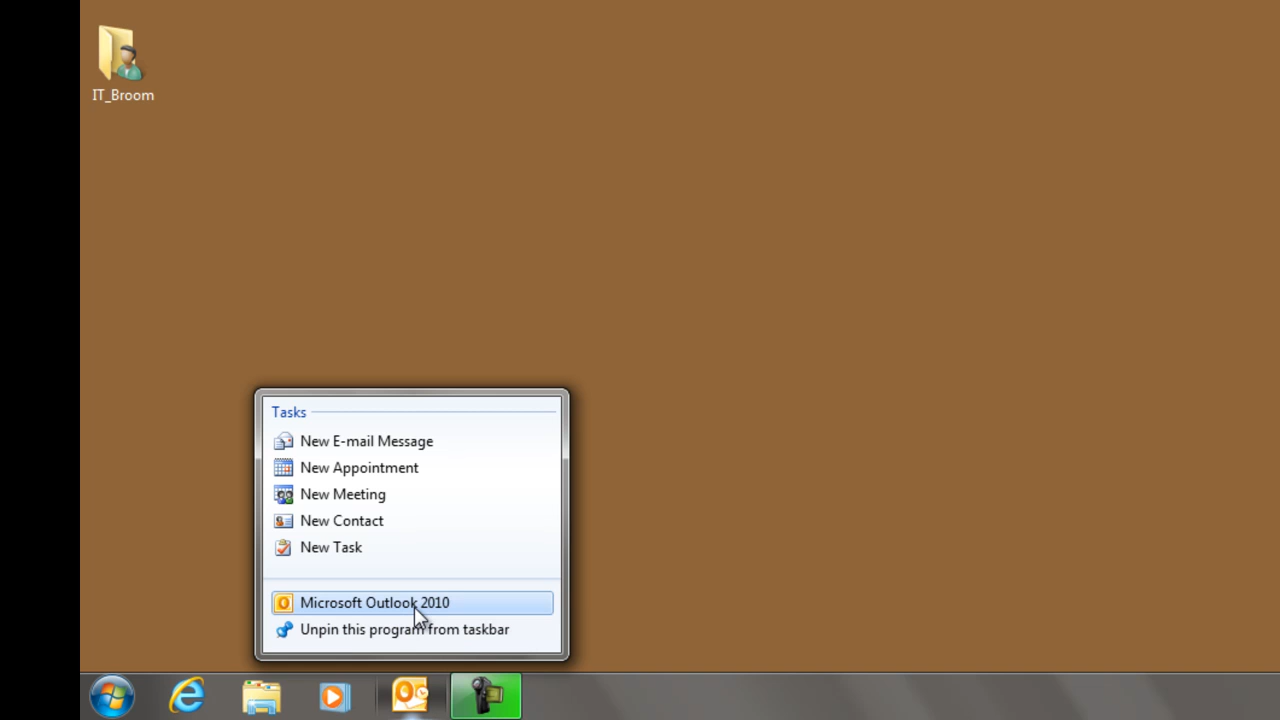 IT_Broom
Tasks
New E-mail Message
New Appointment
New Meeting
New Contact
New Task
Microsoft Outlook 2010
Unpin this program from taskbar